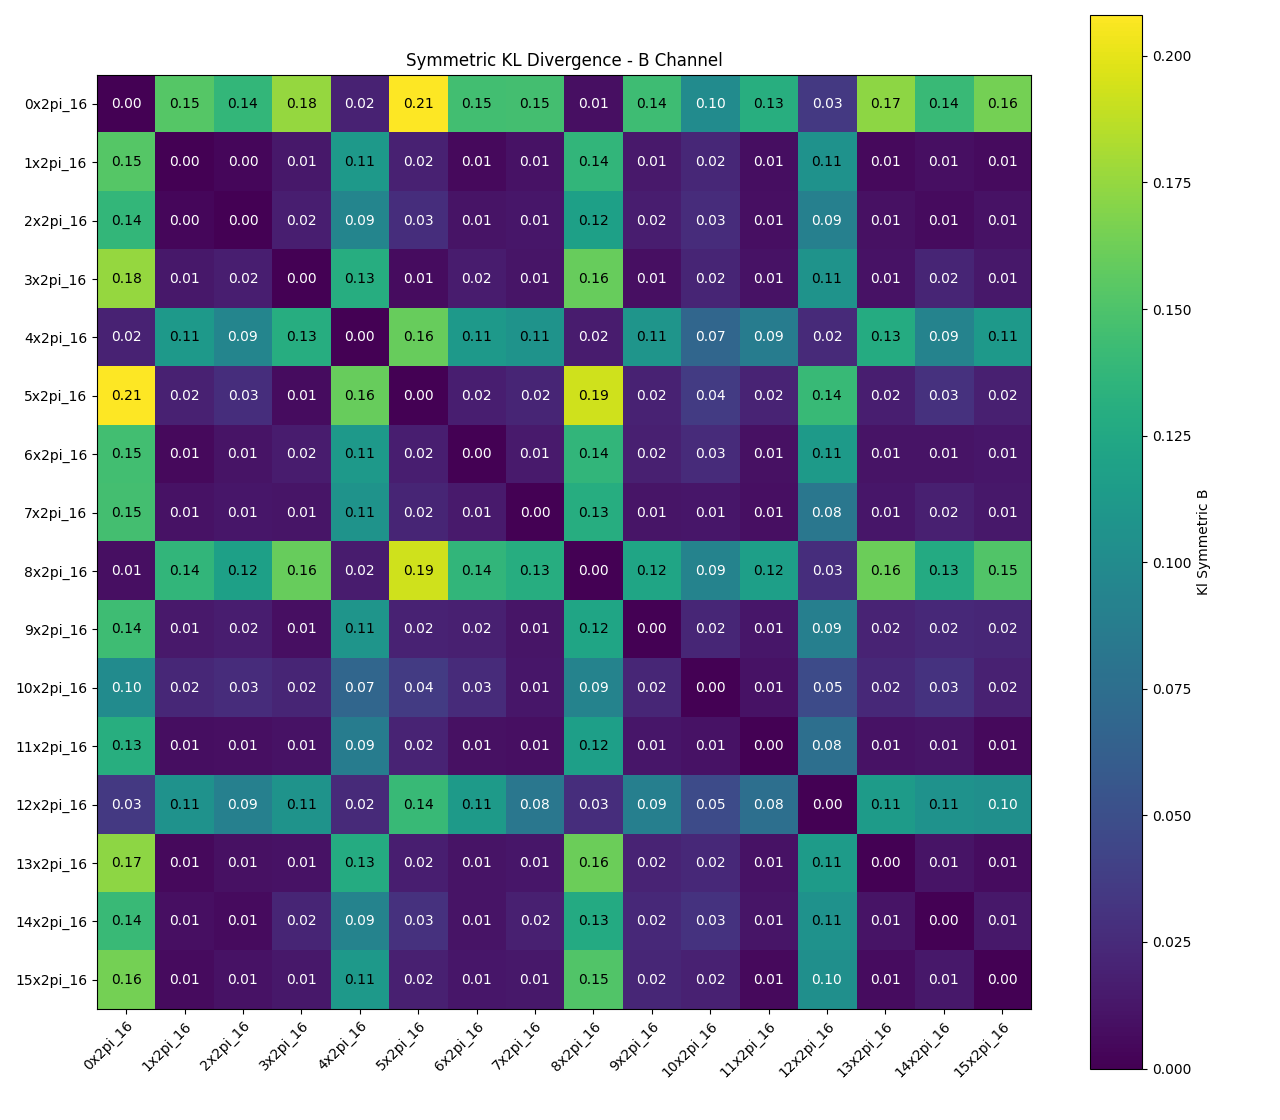 Symmetric KL Divergence - B Channel
0x2pi_16 0.00 0.15 0.14 0.18 0.02 0.21 0.15 0.15 0.01 0.14 0.10 0.13 0.03 0.17 0.14 0.16
1x2pi_16 0.15 0.00 0.00 0.01 0.11 0.02 0.01 0.01 0.14 0.01 0.02 0.01 0.11 0.01 0.01 0.01
2x2pi_16 0.14 0.00 0.00 0.02 0.09 0.03 0.01 0.01 0.12 0.02 0.03 0.01 0.09 0.01 0.01 0.01
3x2pi_16 0.18 0.01 0.02 0.00 0.13 0.01 0.02 0.01 0.16 0.01 0.02 0.01 0.11 0.01 0.02 0.01
4x2pi_16 0.02 0.11 0.09 0.13 0.00 0.16 0.11 0.11 0.02 0.11 0.07 0.09 0.02 0.13 0.09 0.11
5x2pi_16 0.21 0.02 0.03 0.01 0.16 0.00 0.02 0.02 0.19 0.02 0.04 0.02 0.14 0.02 0.03 0.02
6x2pi_16 0.15 0.01 0.01 0.02 0.11 0.02 0.00 0.01 0.14 0.02 0.03 0.01 0.11 0.01 0.01 0.01
7x2pi_16 0.15 0.01 0.01 0.01 0.11 0.02 0.01 0.00 0.13 0.01 0.01 0.01 0.08 0.01 0.02 0.01
8x2pi_16 0.01 0.14 0.12 0.16 0.02 0.19 0.14 0.13 0.00 0.12 0.09 0.12 0.03 0.16 0.13 0.15
9x2pi_16 0.14 0.01 0.02 0.01 0.11 0.02 0.02 0.01 0.12 0.00 0.02 0.01 0.09 0.02 0.02 0.02
10x2pi_16 0.10 0.02 0.03 0.02 0.07 0.04 0.03 0.01 0.09 0.02 0.00 0.01 0.05 0.02 0.03 0.02
11x2pi_16 0.13 0.01 0.01 0.01 0.09 0.02 0.01 0.01 0.12 0.01 0.01 0.00 0.08 0.01 0.01 0.01
12x2pi_16 0.03 0.11 0.09 0.11 0.02 0.14 0.11 0.08 0.03 0.09 0.05 0.08 0.00 0.11 0.11 0.10
13x2pi_16 0.17 0.01 0.01 0.01 0.13 0.02 0.01 0.01 0.16 0.02 0.02 0.01 0.11 0.00 0.01 0.01
14x2pi_16 0.14 0.01 0.01 0.02 0.09 0.03 0.01 0.02 0.13 0.02 0.03 0.01 0.11 0.01 0.00 0.01
15x2pi_16 0.16 0.01 0.01 0.01 0.11 0.02 0.01 0.01 0.15 0.02 0.02 0.01 0.10 0.01 0.01 0.00
0x2pi_16 1x2pi_16 2x2pi_16 3x2pi_16 4x2pi_16 5x2pi_16 6x2pi_16 7x2pi_16 8x2pi_16 9x2pi_16 10x2pi_16 11x2pi_16 12x2pi_16 13x2pi_16 14x2pi_16 15x2pi_16
0.200
0.175
0.150
0.125
0.100
0.075
0.050
0.025
0.000
Kl Symmetric B